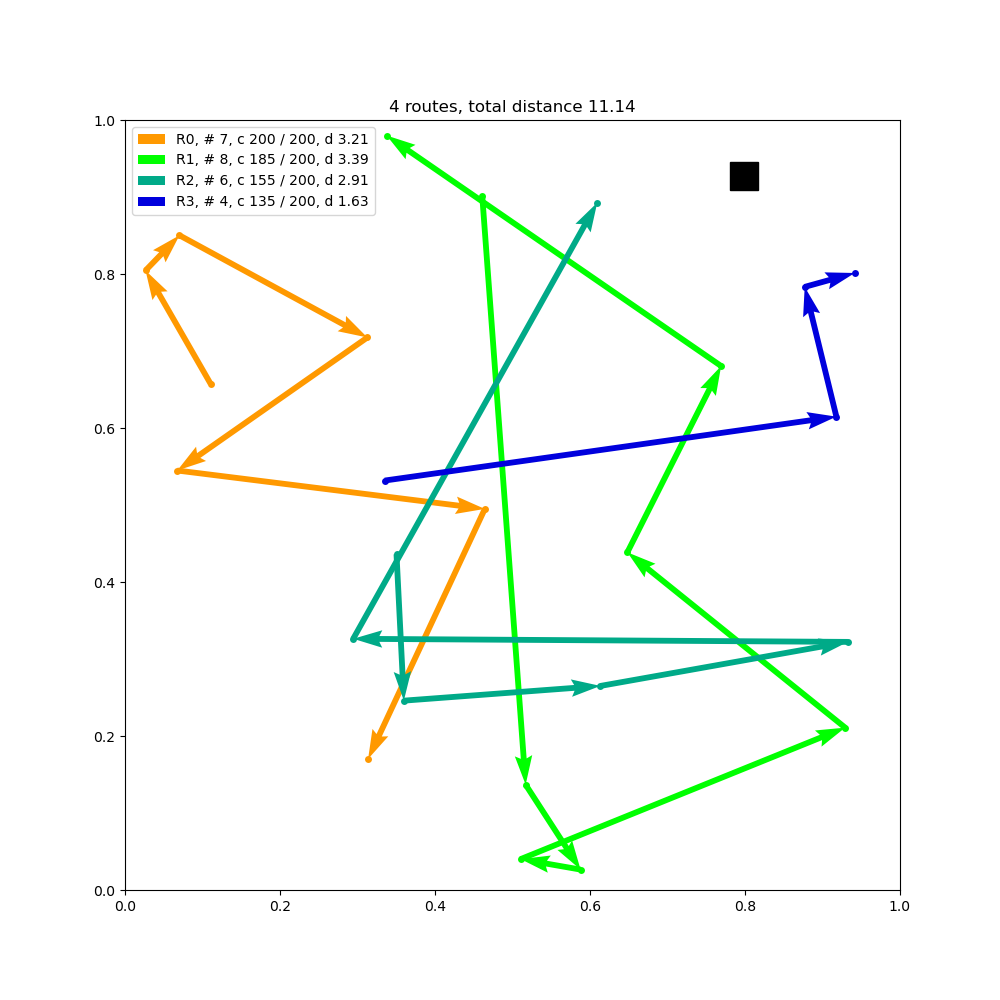 4 routes, total distance 11.14
R0, # 7, c 200 / 200, d 3.21
R1, # 8, c 185 / 200, d 3.39
R2, # 6, c 155 / 200, d 2.91
R3, # 4, c 135 / 200, d 1.63
1.0
0.8
0.6
0.4
0.2
0.0
0.0 0.2 0.4 0.6 0.8 1.0